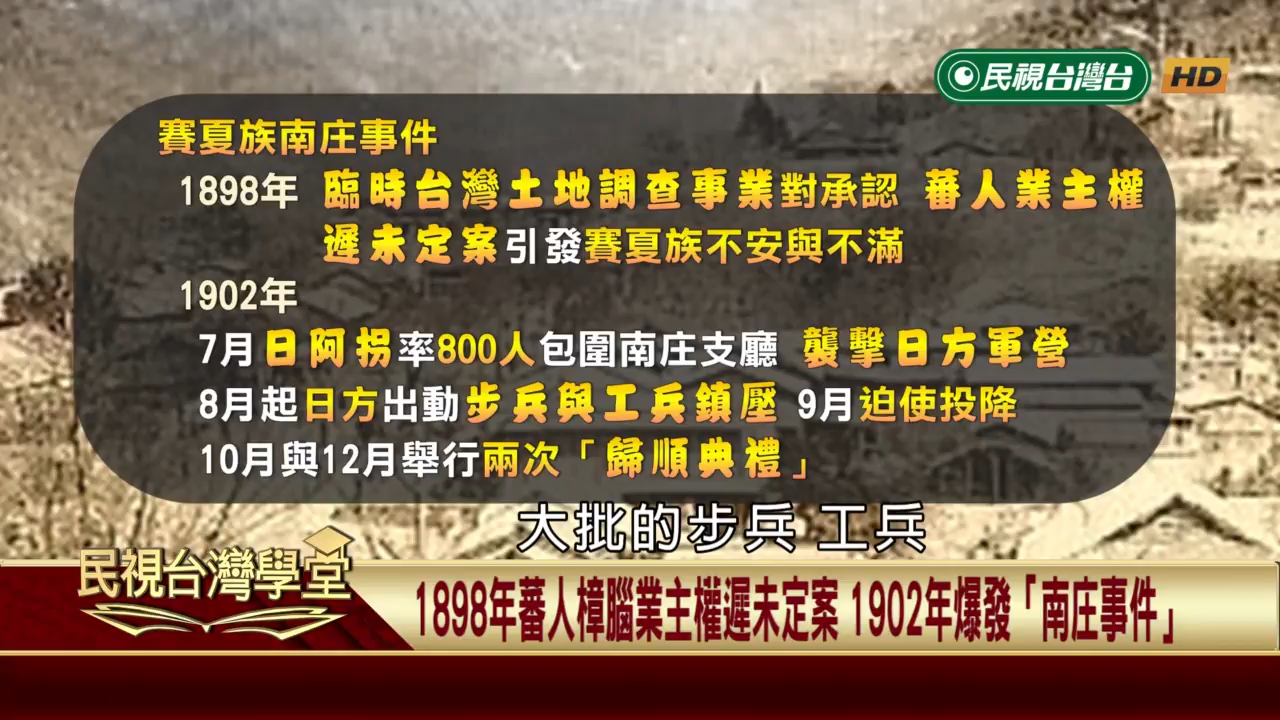 民視台灣台 HD
賽夏族南庄事件
1898年 臨時台灣土地調查事業對承認 蕃人業主權
遲未定案引發賽夏族不安與不滿
1902年
7月日阿拐率800人包圍南庄支廳 襲擊日方軍營
8月起日方出動步兵與工兵鎮壓 9月迫使投降
10月與12月舉行兩次「歸順典禮」
大批的步兵 工兵
民視台灣學堂
1898年蕃人樟腦業主權遲未定案 1902年爆發「南庄事件」